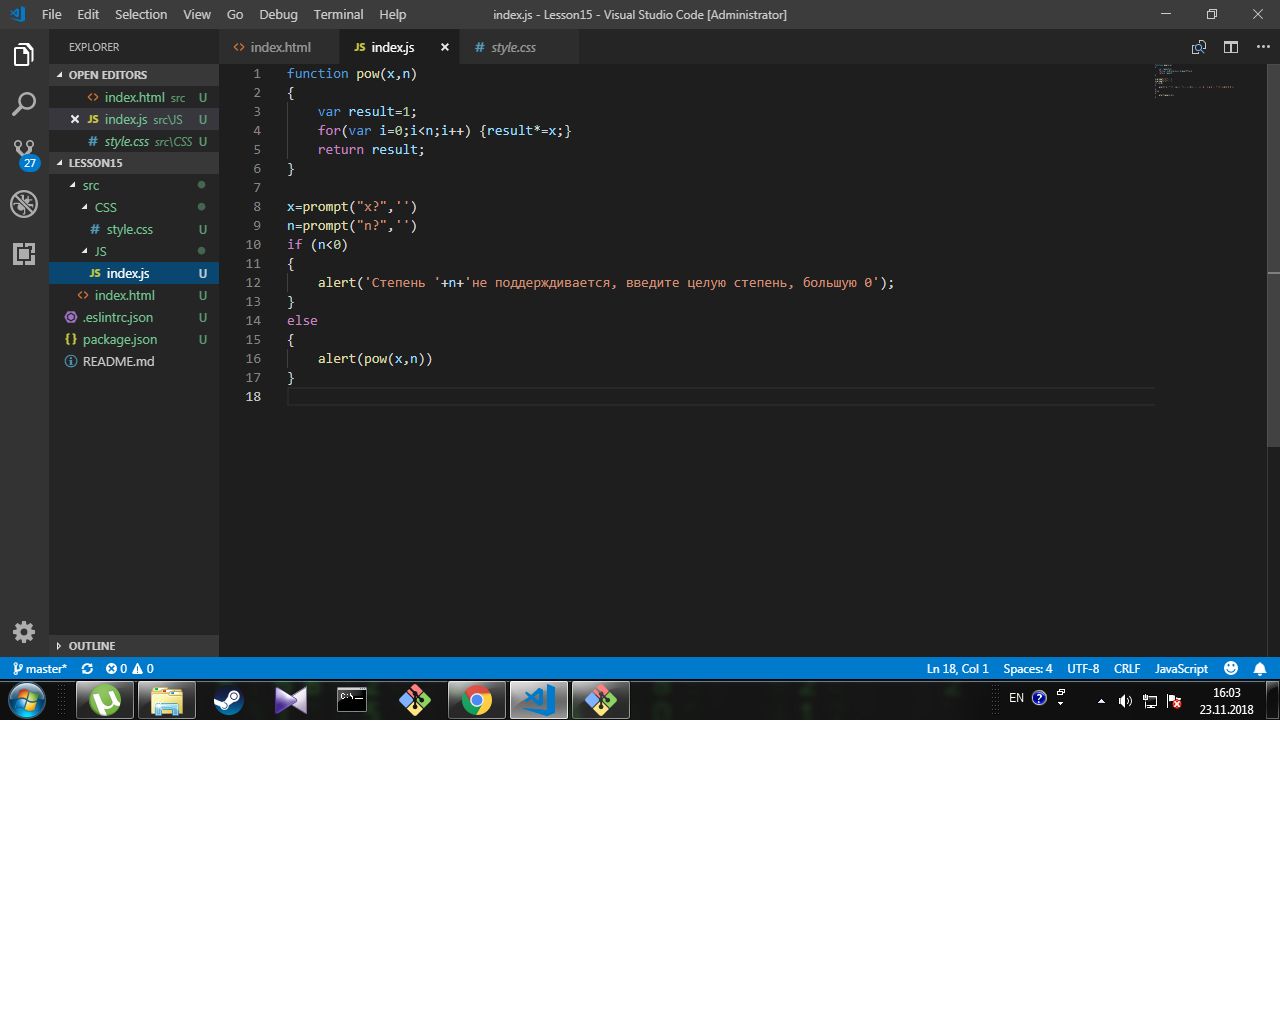 File Edit Selection View Go Debug Terminal Help index.js - Lesson15 - Visual Studio Code [Administrator]
EXPLORER
index.html JS index.js # style.css
OPEN EDITORS
index.html src U
JS index.js src\JS U
# style.css src\CSS U
27
LESSON15
src
CSS
# style.css U
JS
JS index.js U
index.html U
.eslintrc.json U
{} package.json U
README.md
OUTLINE
1 function pow(x,n)
2 {
3 var result=1;
4 for(var i=0;i<n;i++) {result*=x;}
5 return result;
6 }
7
8 x=prompt("x?",'')
9 n=prompt("n?",'')
10 if (n<0)
11 {
12 alert('Степень '+n+'не поддерждивается, введите целую степень, большую 0');
13 }
14 else
15 {
16 alert(pow(x,n))
17 }
18
master* 0 0 Ln 18, Col 1 Spaces: 4 UTF-8 CRLF JavaScript
C:\
EN 16:03
23.11.2018